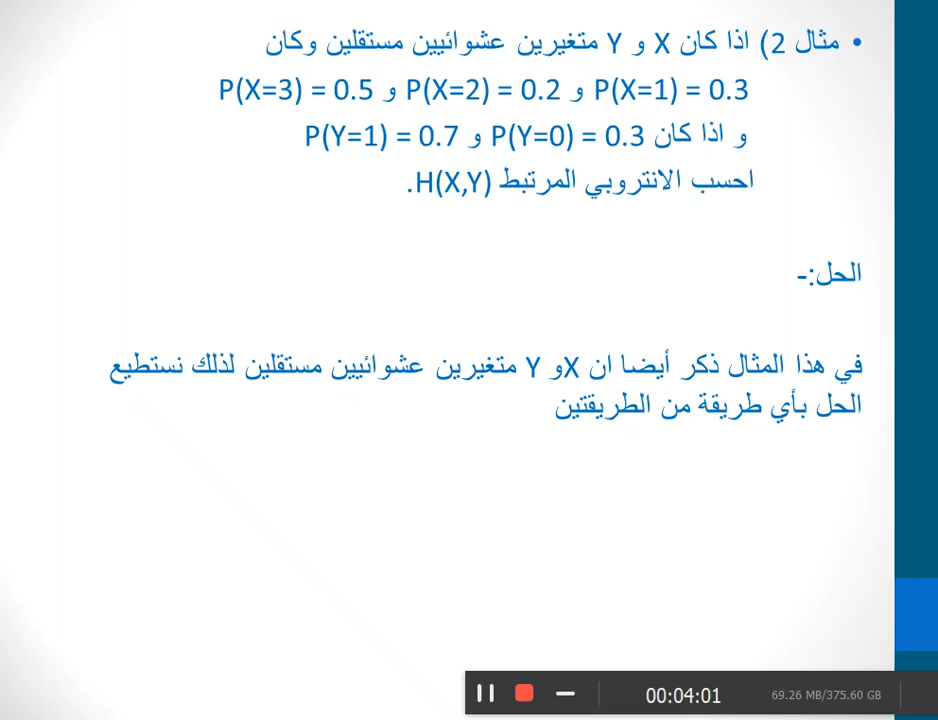 • مثال 2) اذا كان X و Y متغيرين عشوائيين مستقلين وكان
P(X=1) = 0.3 و P(X=2) = 0.2 و P(X=3) = 0.5
و اذا كان P(Y=0) = 0.3 و P(Y=1) = 0.7
احسب الانتروبي المرتبط H(X,Y).
الحل:-
في هذا المثال ذكر أيضا ان Xو Y متغيرين عشوائيين مستقلين لذلك نستطيع
الحل بأي طريقة من الطريقتين
00:04:01
69.26 MB/375.60 GB